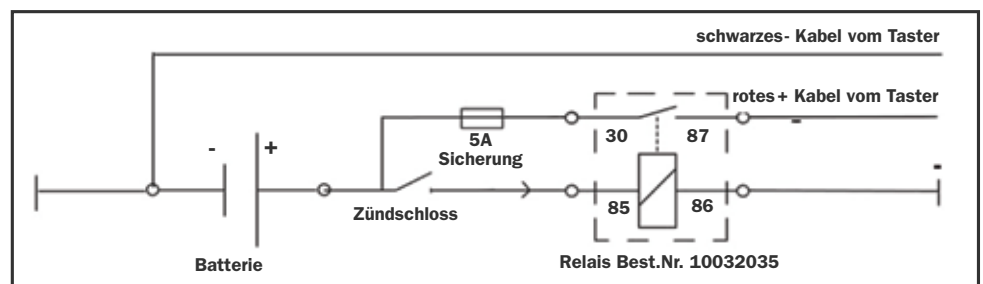 schwarzes- Kabel vom Taster
rotes+ Kabel vom Taster
5A
Sicherung
30
87
-
-
+
-
Zündschloss
85
86
Batterie
Relais Best.Nr. 10032035